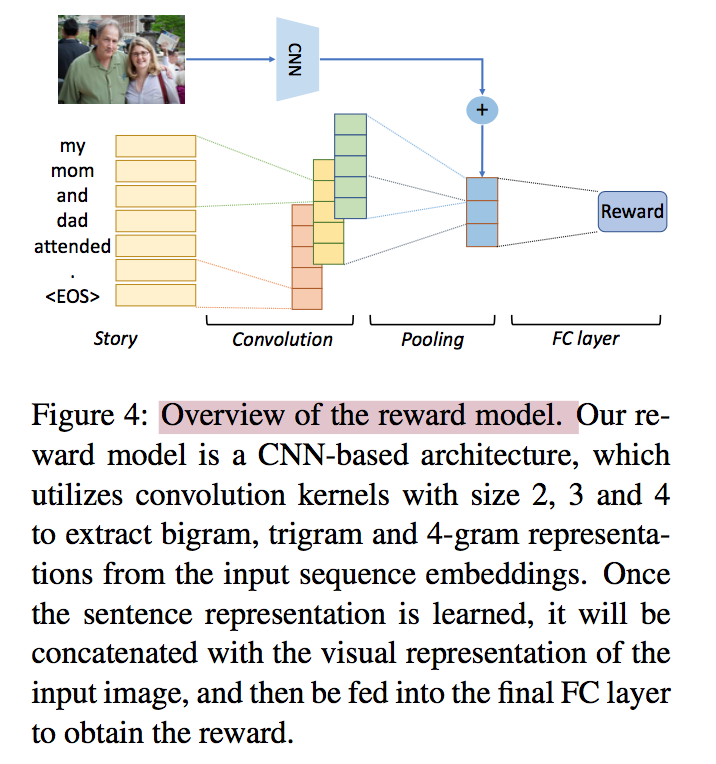 CNN
+
my
mom
and
dad
attended
.
<EOS>
Reward
Story
Convolution
Pooling
FC layer
Figure 4: Overview of the reward model. Our re-
ward model is a CNN-based architecture, which
utilizes convolution kernels with size 2, 3 and 4
to extract bigram, trigram and 4-gram representa-
tions from the input sequence embeddings. Once
the sentence representation is learned, it will be
concatenated with the visual representation of the
input image, and then be fed into the final FC layer
to obtain the reward.